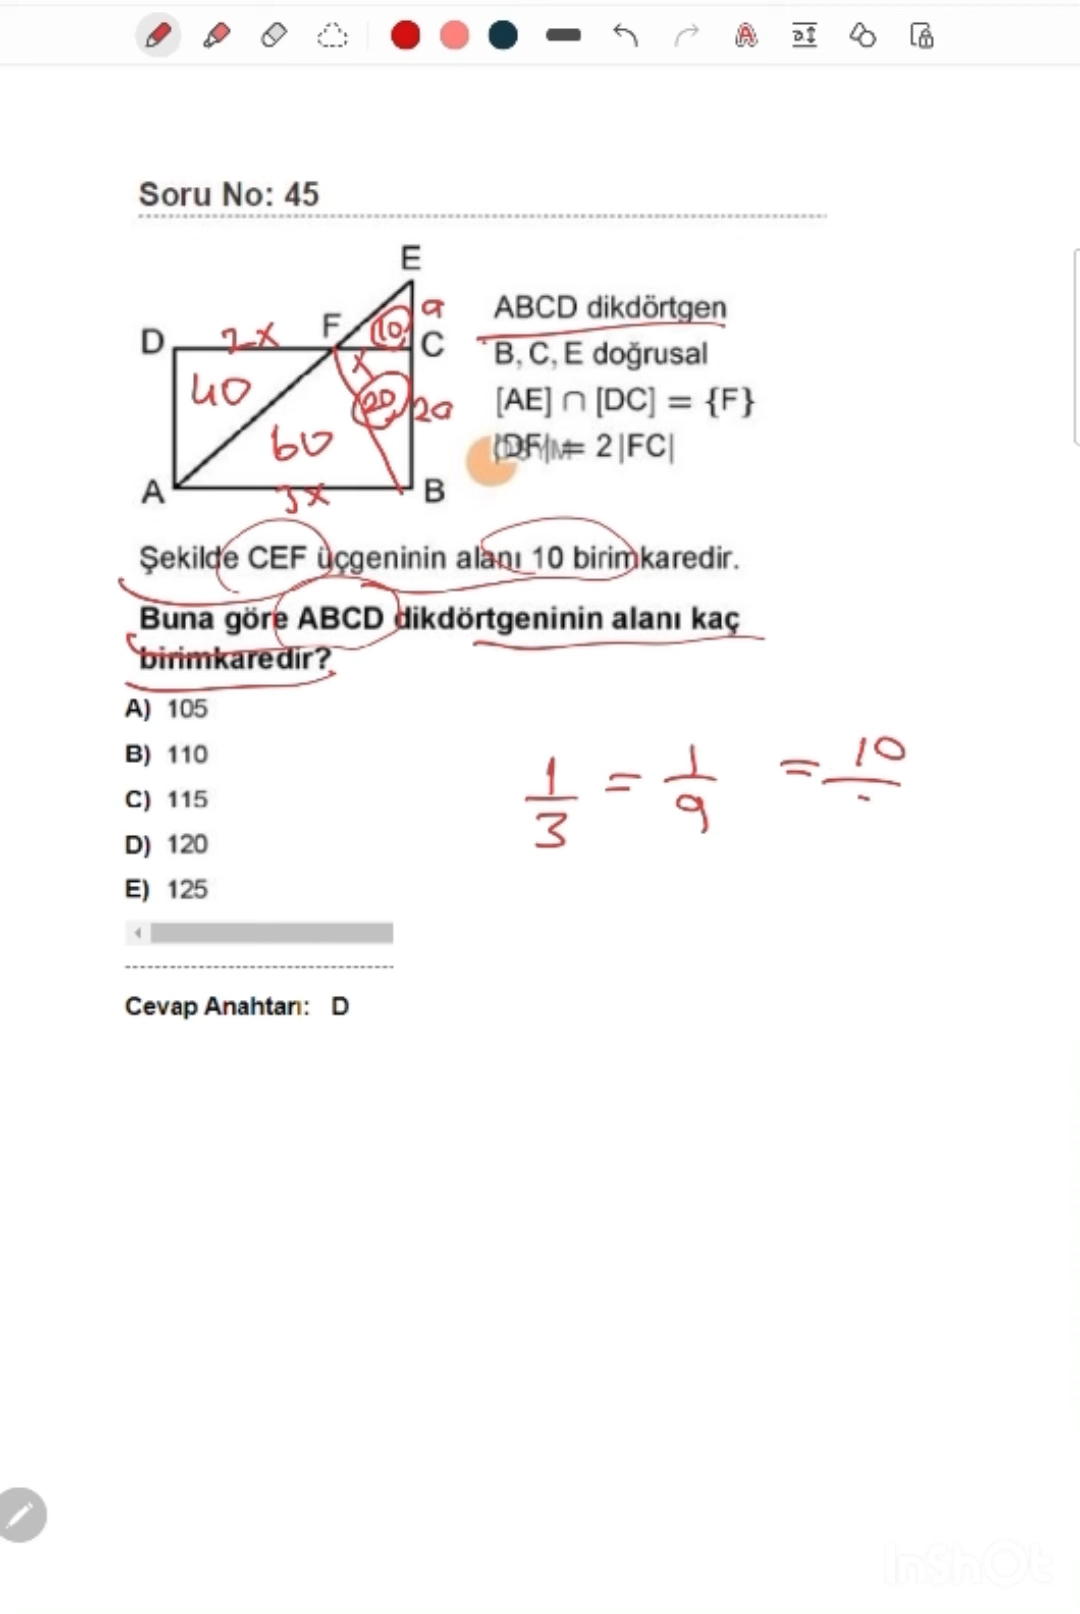 Soru No: 45
E
a
D 2x F 10 C
x
40 20 2a
60
A 3x B
ABCD dikdörtgen
B, C, E doğrusal
[AE] ∩ [DC] = {F}
|DF| = 2|FC|
Şekilde CEF üçgeninin alanı 10 birimkaredir.
Buna göre ABCD dikdörtgeninin alanı kaç
birimkaredir?
A) 105
B) 110
C) 115
D) 120
E) 125
1/3 = 1/9 = 10/
Cevap Anahtarı: D
InShOt